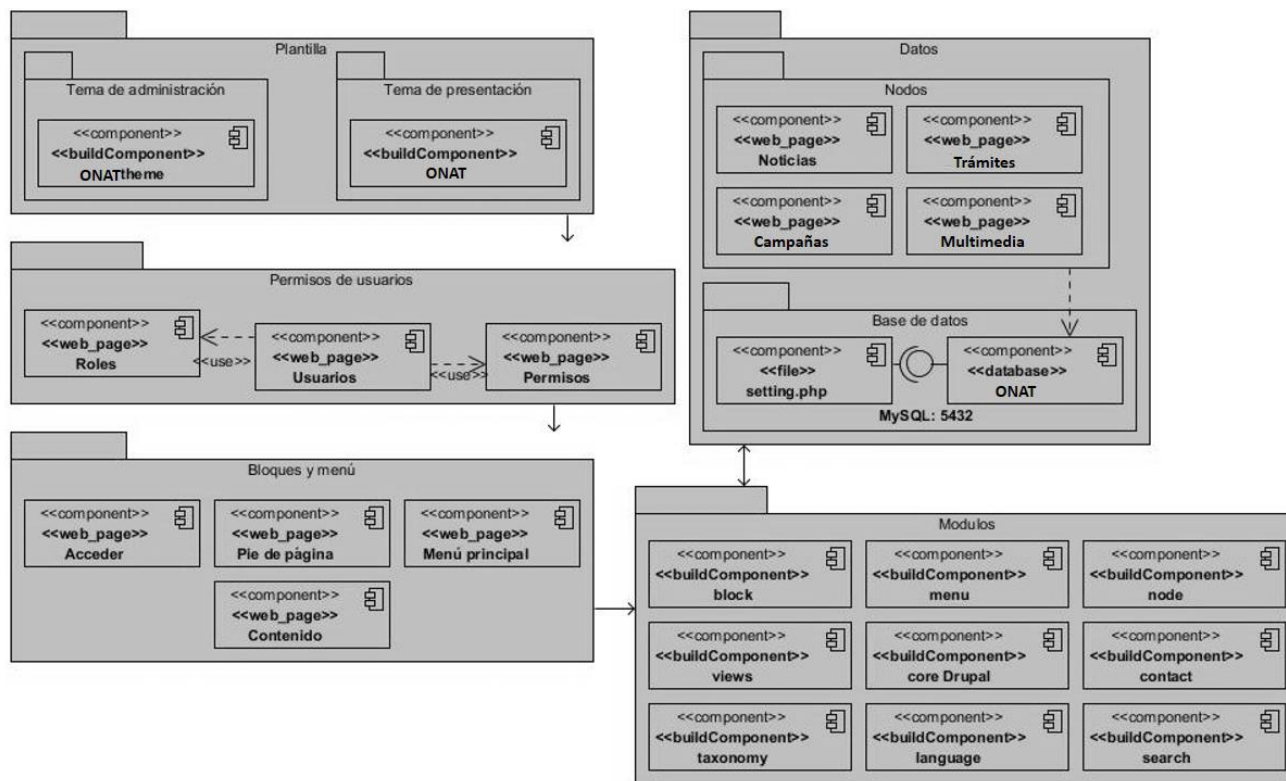 Plantilla
Tema de administración
<<component>>
<<buildComponent>>
ONATtheme
Tema de presentación
<<component>>
<<buildComponent>>
ONAT
Permisos de usuarios
<<component>>
<<web_page>>
Roles
<<use>>
<<component>>
<<web_page>>
Usuarios
<<use>>
<<component>>
<<web_page>>
Permisos
Bloques y menú
<<component>>
<<web_page>>
Acceder
<<component>>
<<web_page>>
Pie de página
<<component>>
<<web_page>>
Menú principal
<<component>>
<<web_page>>
Contenido
Datos
Nodos
<<component>>
<<web_page>>
Noticias
<<component>>
<<web_page>>
Trámites
<<component>>
<<web_page>>
Campañas
<<component>>
<<web_page>>
Multimedia
Base de datos
<<component>>
<<file>>
setting.php
<<component>>
<<database>>
ONAT
MySQL: 5432
Modulos
<<component>>
<<buildComponent>>
block
<<component>>
<<buildComponent>>
menu
<<component>>
<<buildComponent>>
node
<<component>>
<<buildComponent>>
views
<<component>>
<<buildComponent>>
core Drupal
<<component>>
<<buildComponent>>
contact
<<component>>
<<buildComponent>>
taxonomy
<<component>>
<<buildComponent>>
language
<<component>>
<<buildComponent>>
search